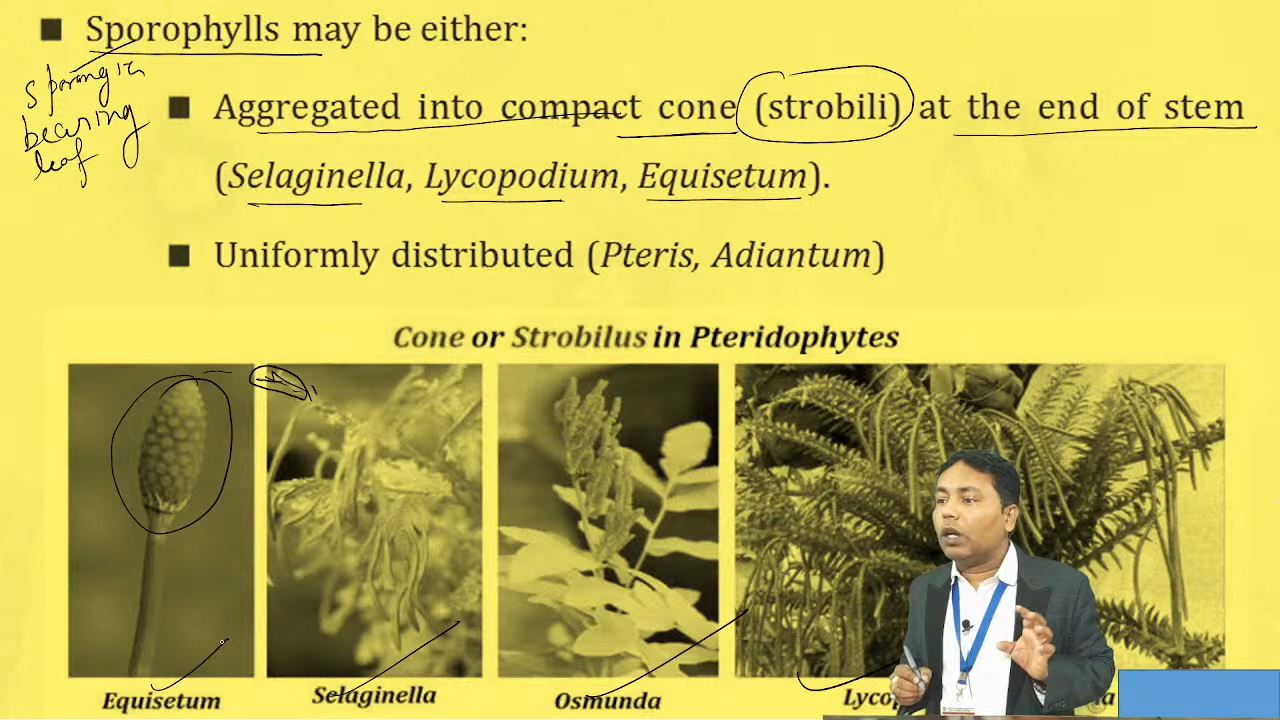 ■ Sporophylls may be either:
Sporangia
bearing
leaf
■ Aggregated into compact cone (strobili) at the end of stem
(Selaginella, Lycopodium, Equisetum).
■ Uniformly distributed (Pteris, Adiantum)
Cone or Strobilus in Pteridophytes
Equisetum
Selaginella
Osmunda